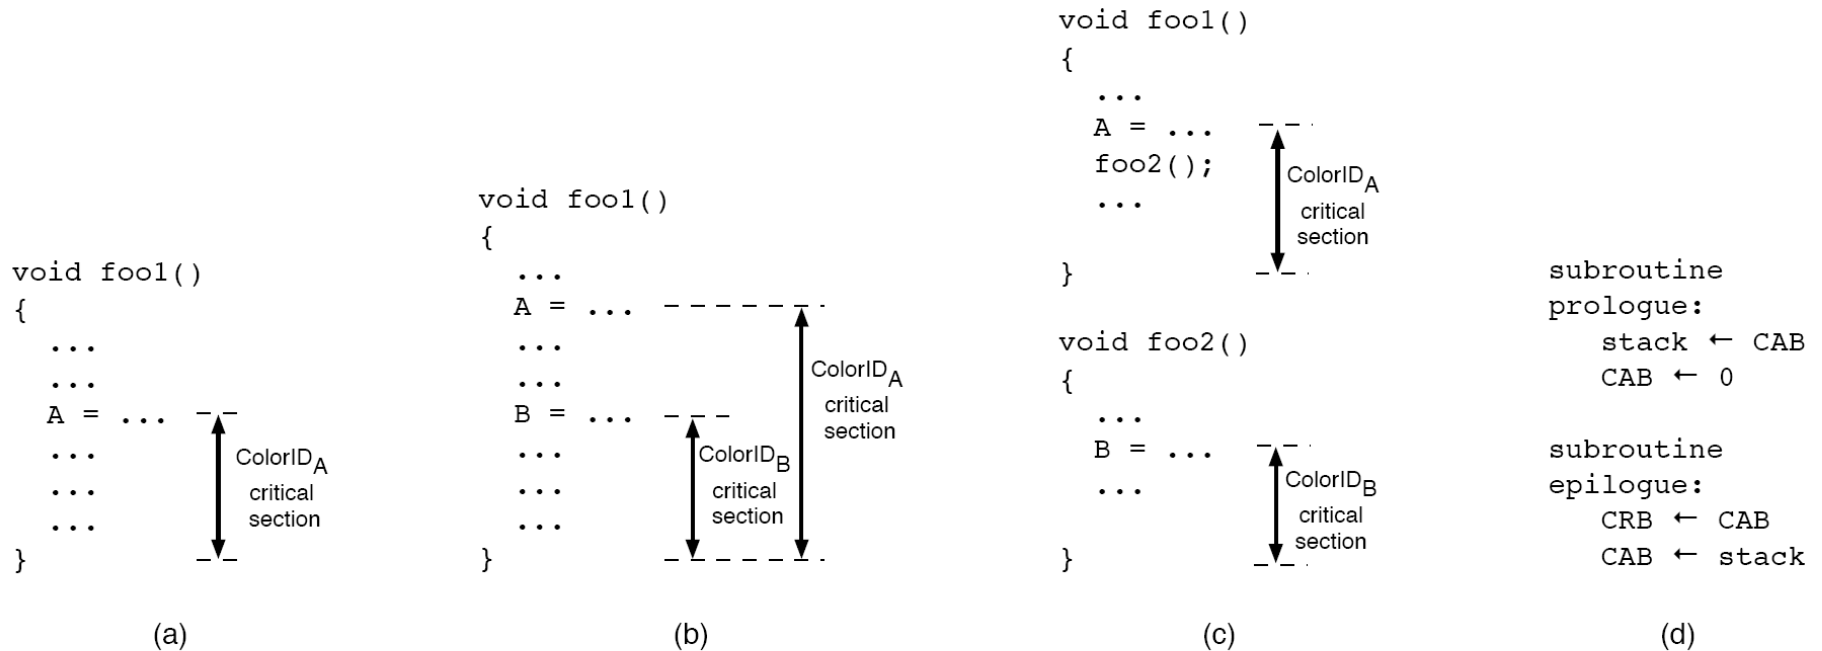 void foo1()
{
...
...
A = ...
...
...
...
}
ColorIDA
critical
section
(a)
void foo1()
{
...
A = ...
...
...
B = ...
...
...
...
}
ColorIDB
critical
section
ColorIDA
critical
section
(b)
void foo1()
{
...
A = ...
foo2();
...
}
ColorIDA
critical
section
void foo2()
{
...
B = ...
...
}
ColorIDB
critical
section
(c)
subroutine
prologue:
stack ← CAB
CAB ← 0
subroutine
epilogue:
CRB ← CAB
CAB ← stack
(d)